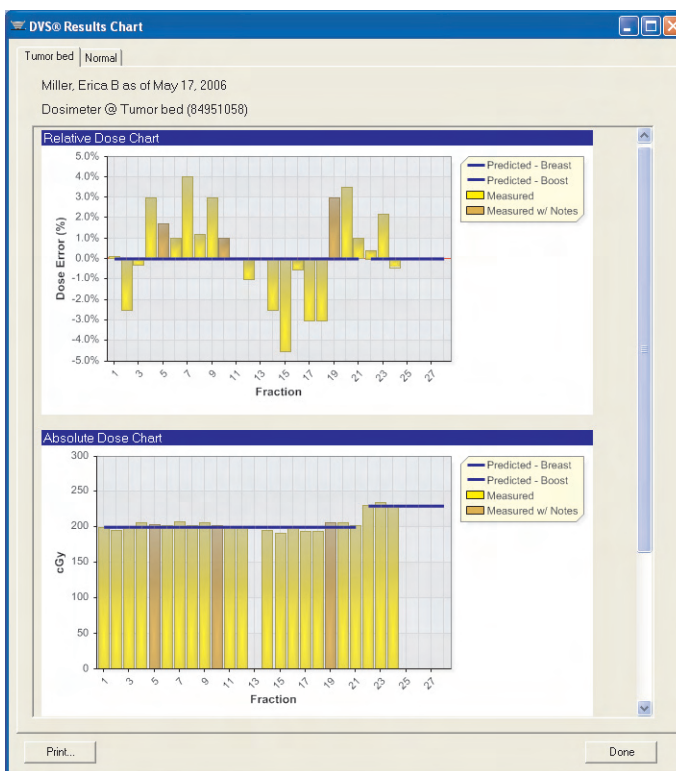 DVS® Results Chart
Tumor bed Normal
Miller, Erica B as of May 17, 2006
Dosimeter @ Tumor bed (84951058)
Relative Dose Chart
5.0%
4.0%
3.0%
2.0%
1.0%
0.0%
-1.0%
-2.0%
-3.0%
-4.0%
-5.0%
Dose Error (%)
1 3 5 7 9 11 13 15 17 19 21 23 25 27
Fraction
Predicted - Breast
Predicted - Boost
Measured
Measured w/ Notes
Absolute Dose Chart
300
250
200
150
100
50
0
cGy
1 3 5 7 9 11 13 15 17 19 21 23 25 27
Fraction
Predicted - Breast
Predicted - Boost
Measured
Measured w/ Notes
Print... Done